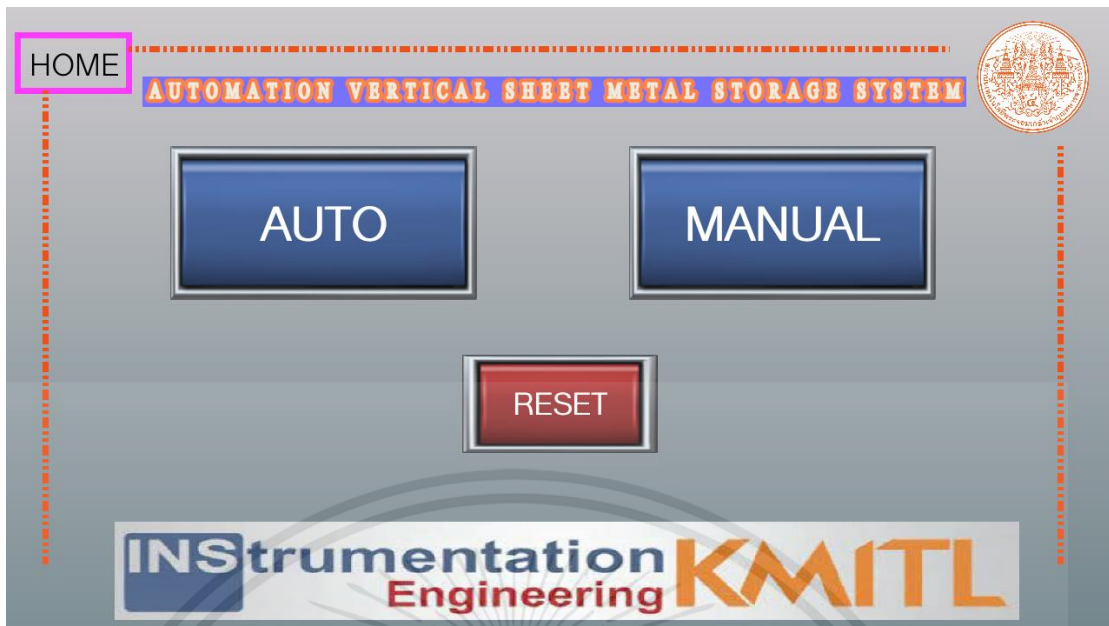 HOME
AUTOMATION VERTICAL SHEET METAL STORAGE SYSTEM
AUTO
MANUAL
RESET
INStrumentation
Engineering
KMITL